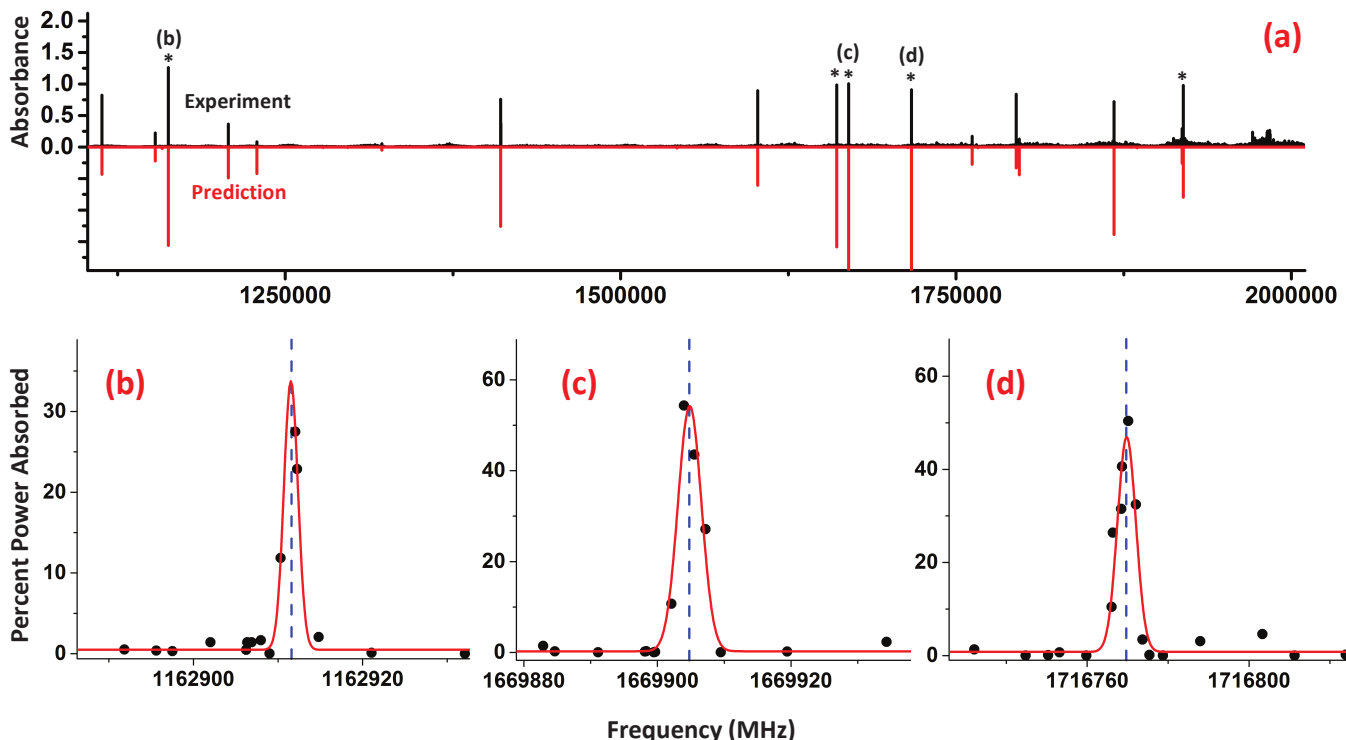 2.0
1.5
1.0
0.5
0.0
Absorbance
(a)
(b)
*
* (c) *
(d)
*
*
Experiment
Prediction
1250000 1500000 1750000 2000000
Percent Power Absorbed
(b)
30
20
10
0
1162900 1162920
(c)
60
40
20
0
1669880 1669900 1669920
(d)
60
40
20
0
1716760 1716800
Frequency (MHz)